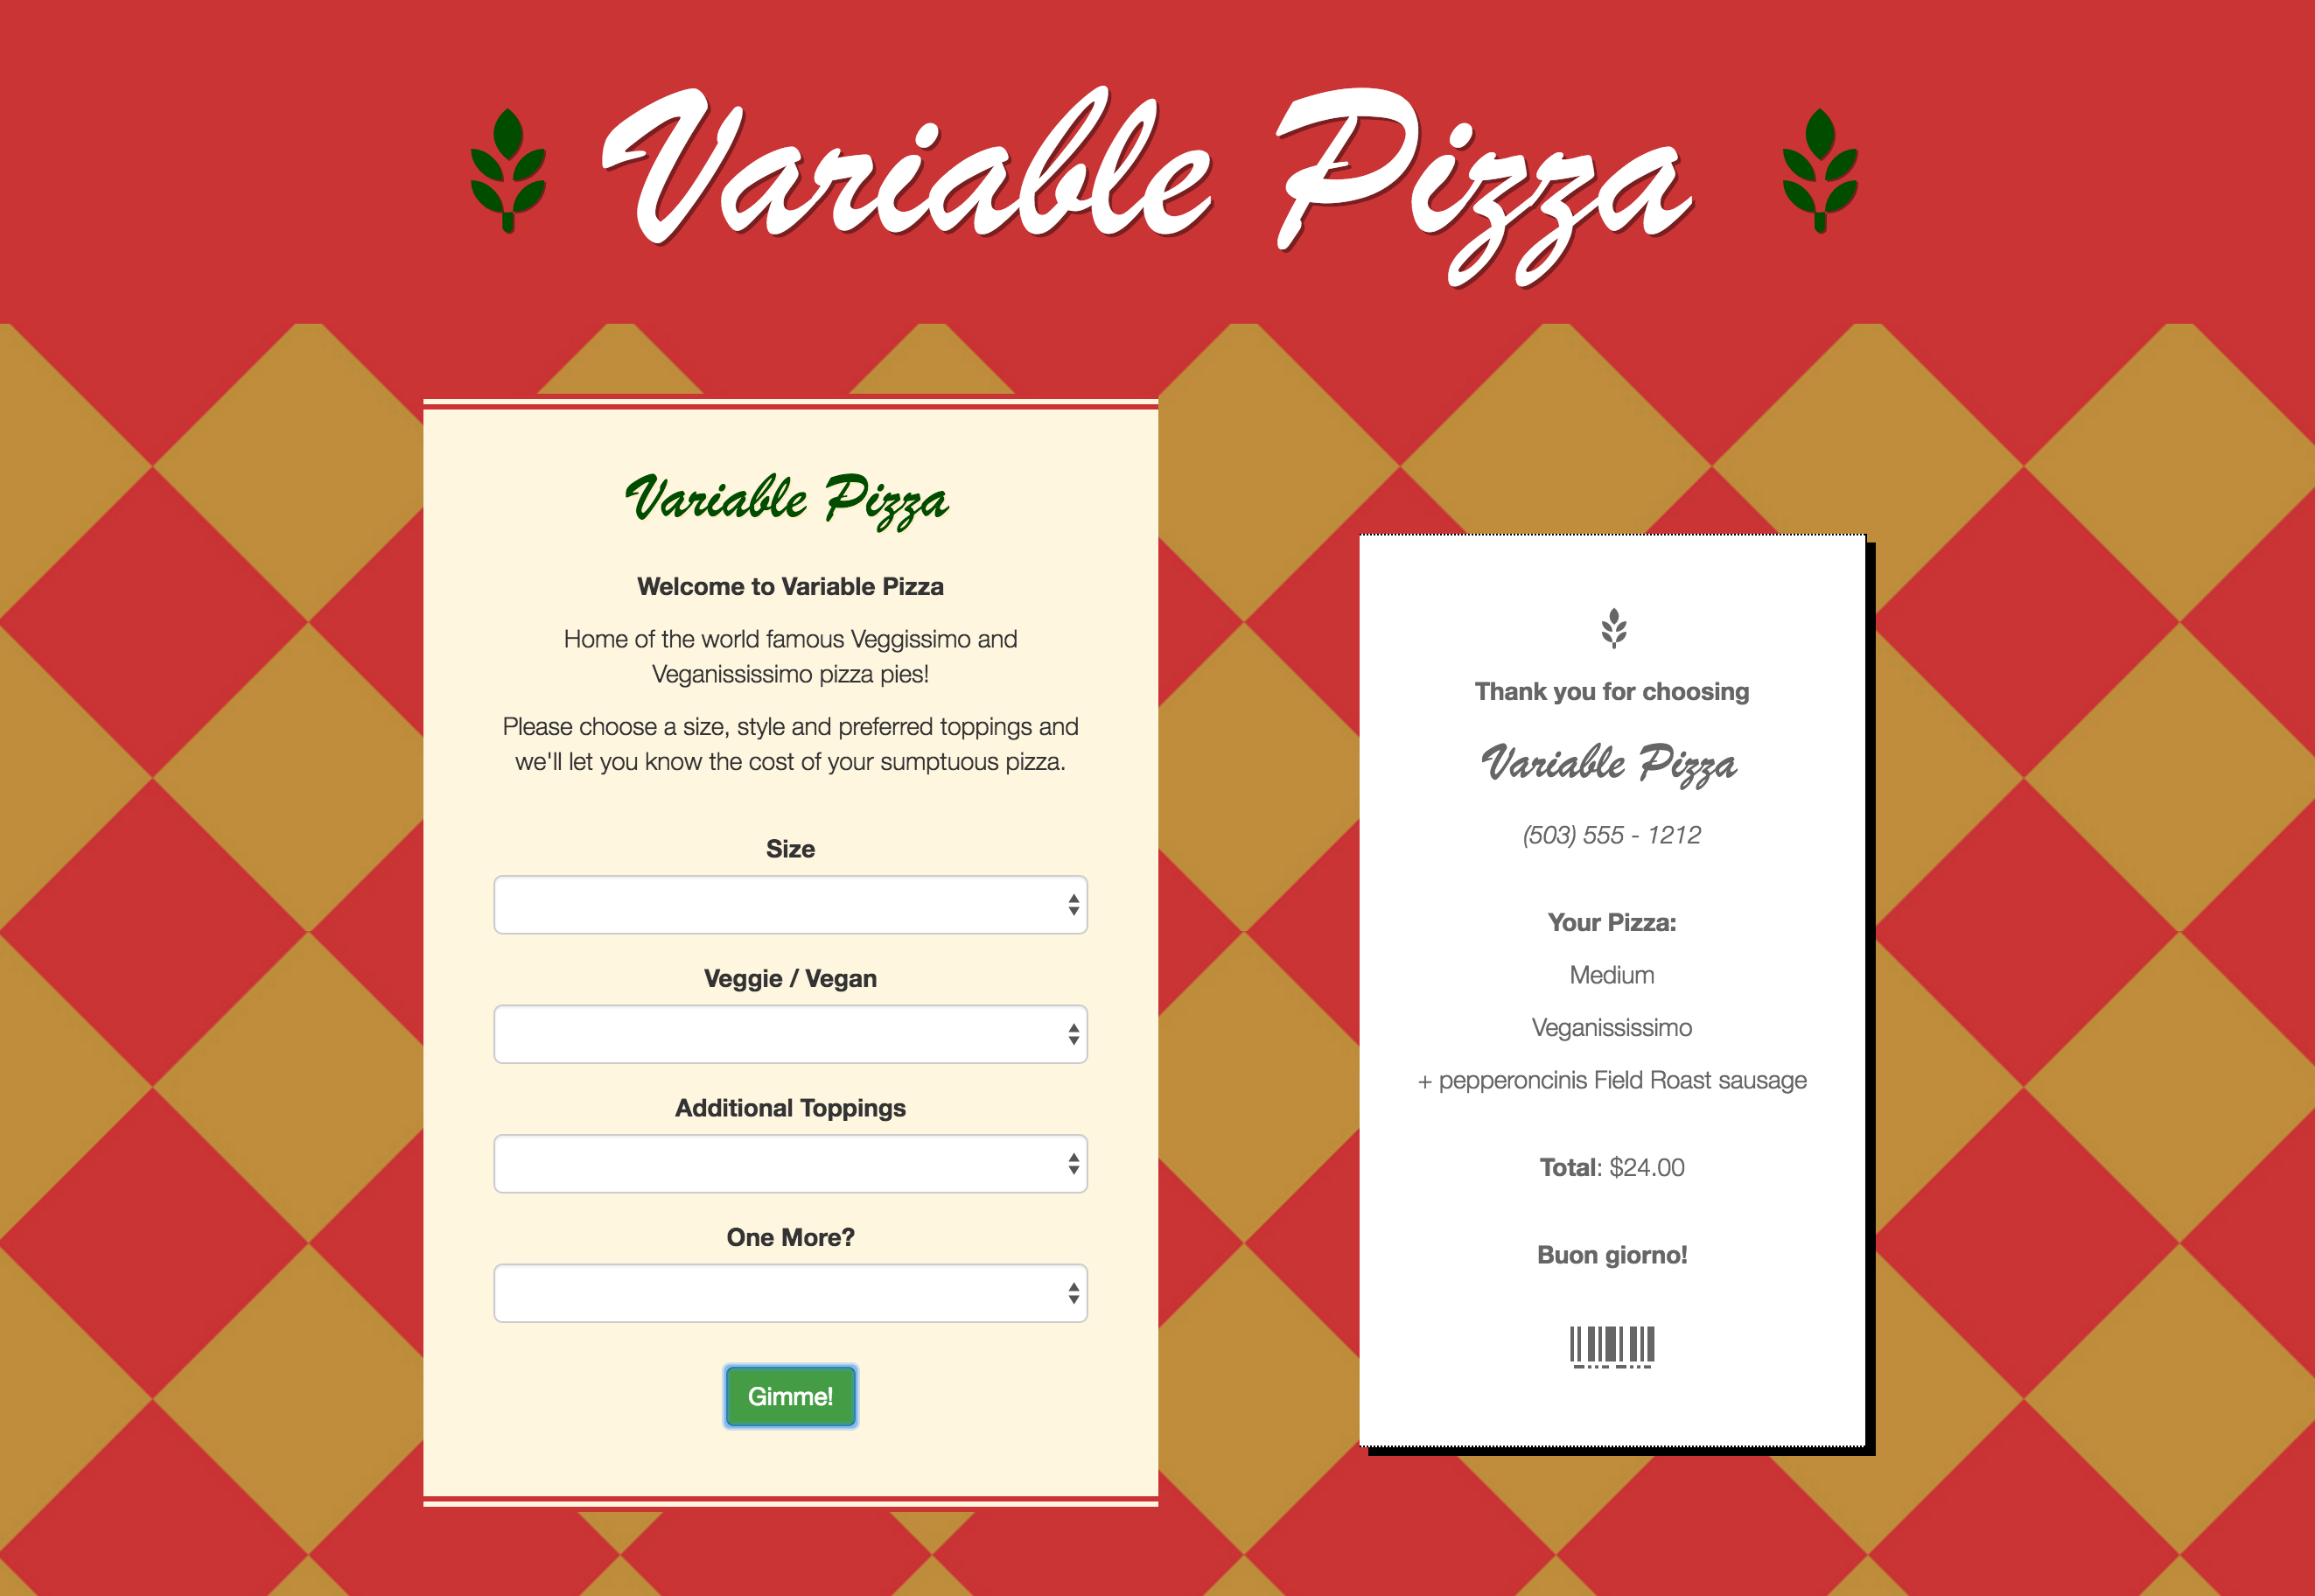 Variable Pizza
Variable Pizza
Welcome to Variable Pizza
Home of the world famous Veggissimo and
Veganississimo pizza pies!
Please choose a size, style and preferred toppings and
we'll let you know the cost of your sumptuous pizza.
Size
Veggie / Vegan
Additional Toppings
One More?
Gimme!
Thank you for choosing
Variable Pizza
(503) 555 - 1212
Your Pizza:
Medium
Veganississimo
+ pepperoncinis Field Roast sausage
Total: $24.00
Buon giorno!